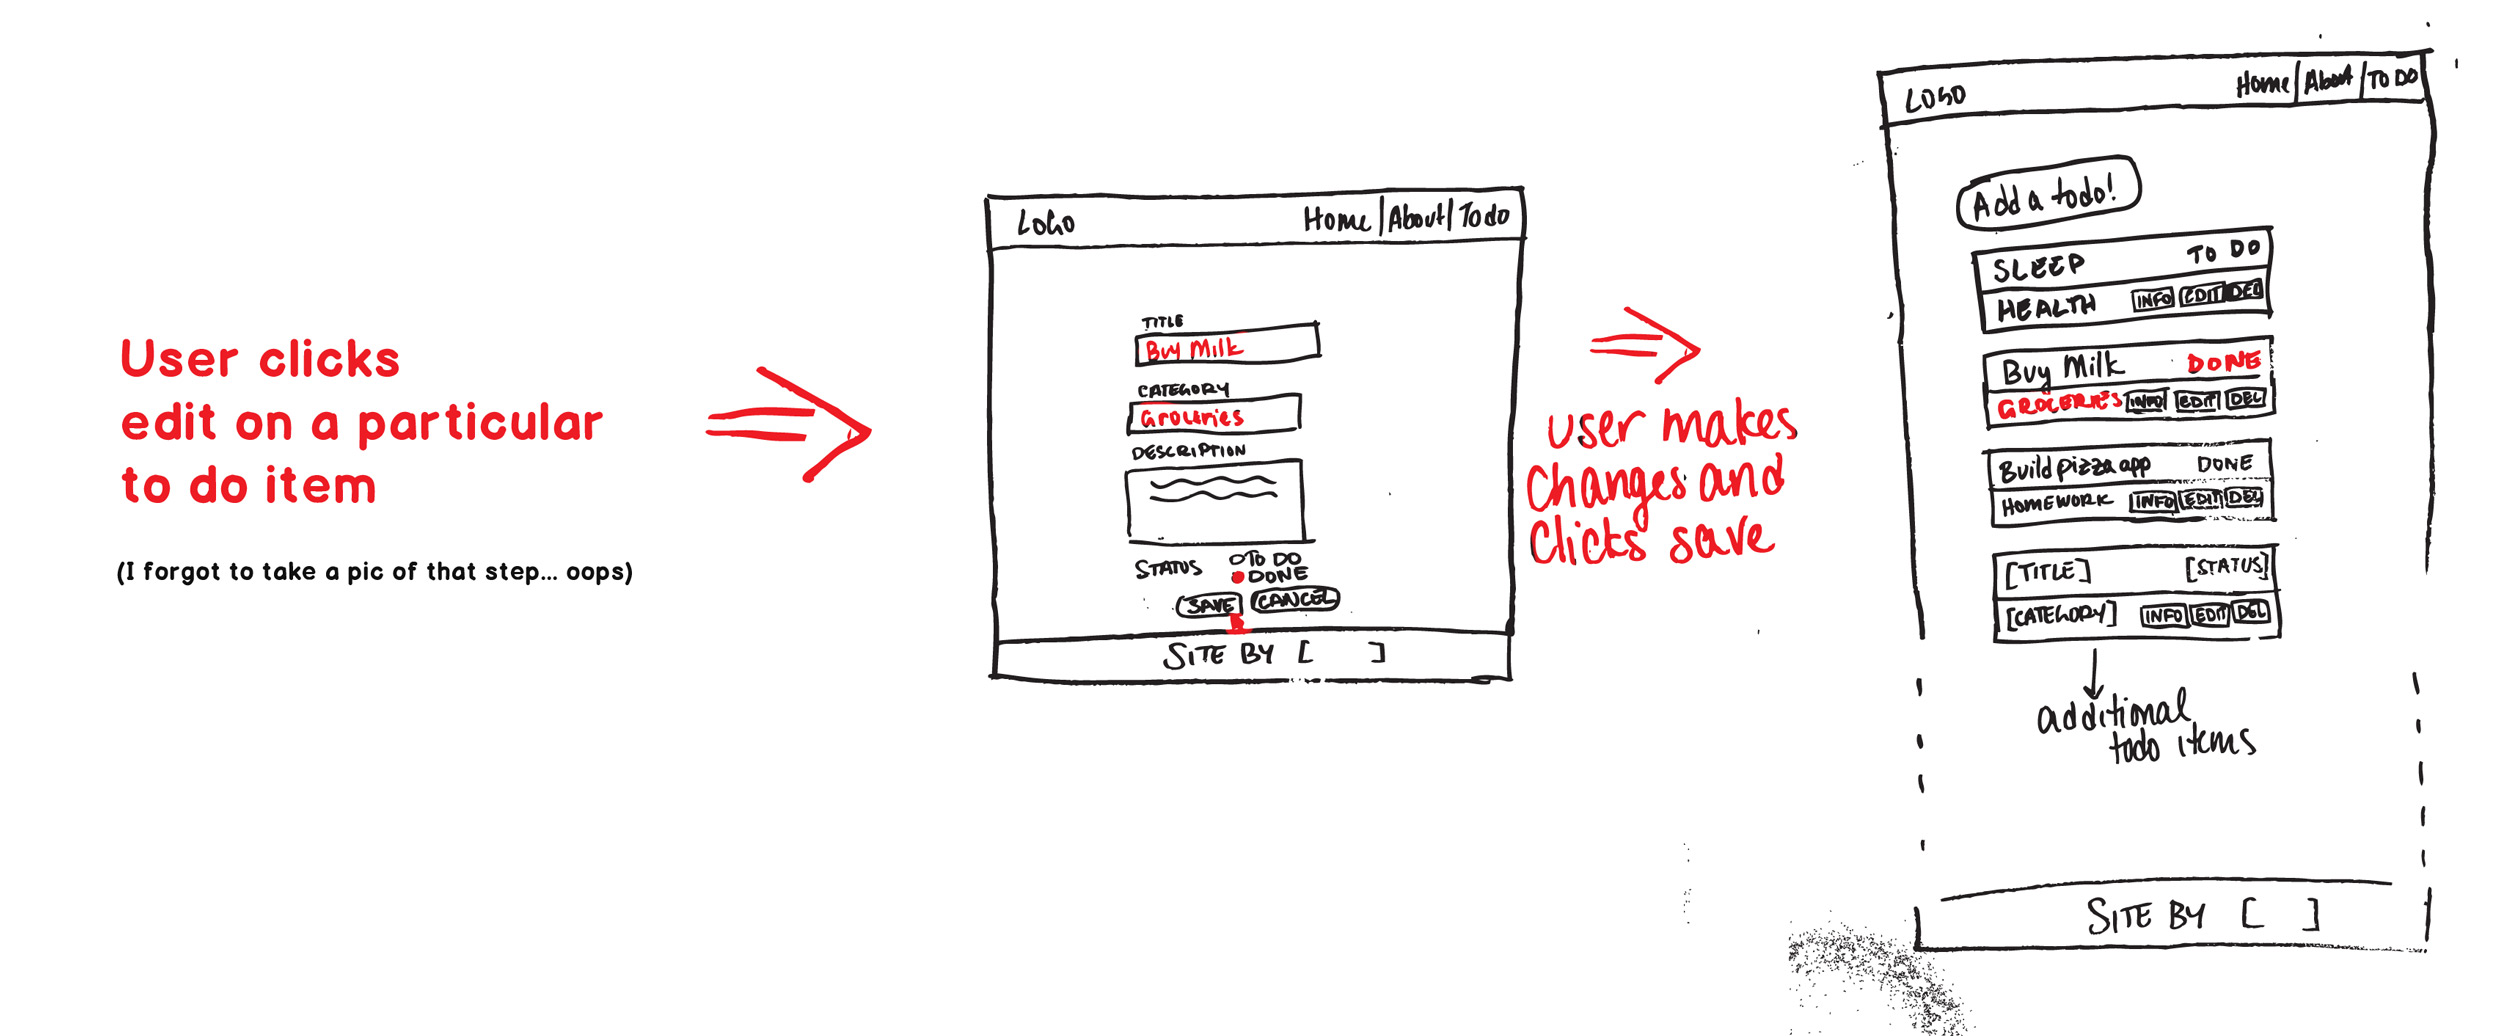 User clicks
edit on a particular
to do item
(I forgot to take a pic of that step... oops)
LOGO Home About Todo
TITLE
Buy Milk
CATEGORY
Groceries
DESCRIPTION
STATUS TO DO
DONE
SAVE CANCEL
SITE BY [ ]
user makes
Changes and
Clicks save
LOGO Home About TO DO
Add a todo!
SLEEP TO DO
HEALTH INFO EDIT DEL
Buy Milk DONE
GROCERIES INFO EDIT DEL
Build pizza app DONE
HOMEWORK INFO EDIT DEL
[TITLE] [STATUS]
[CATEGORY] INFO EDIT DEL
additional
todo items
SITE BY [ ]